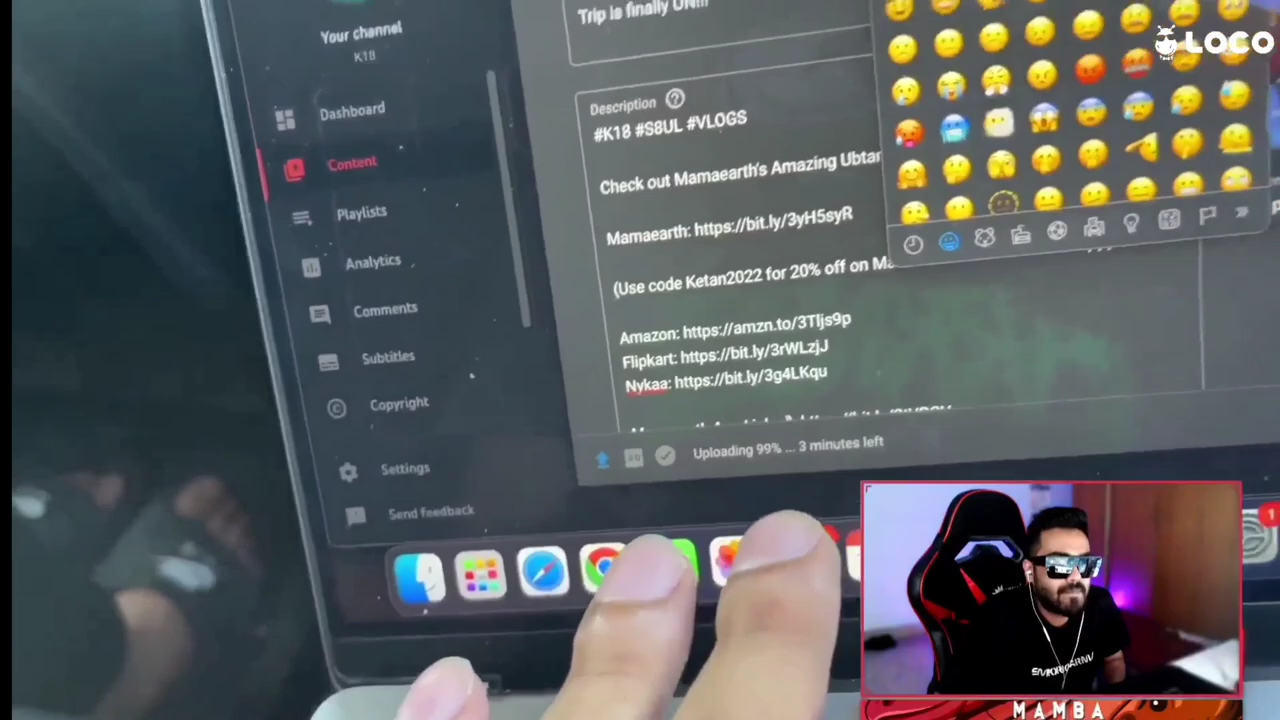 Trip is finally ON!!!
LOCO
Your channel
K18
Dashboard
Content
Playlists
Analytics
Comments
Subtitles
Copyright
Settings
Send feedback
Description
#K18 #S8UL #VLOGS
Check out Mamaearth's Amazing Ubtan
Mamaearth: https://bit.ly/3yH5syR
(Use code Ketan2022 for 20% off on Ma
Amazon: https://amzn.to/3Tljs9p
Flipkart: https://bit.ly/3rWLzjJ
Nykaa: https://bit.ly/3g4LKqu
Uploading 99% ... 3 minutes left
1
MAMBA